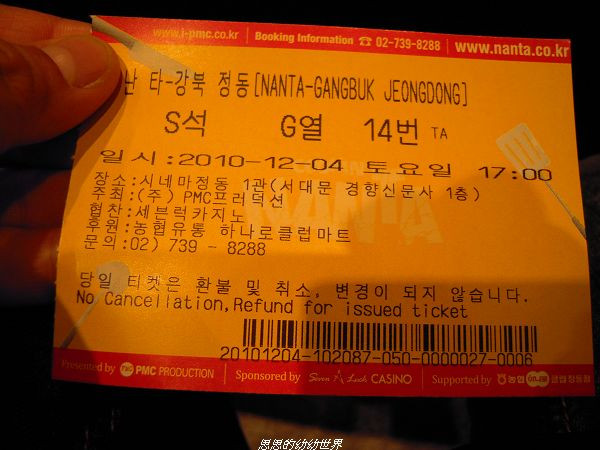 www.i-pmc.co.kr | Booking Information ☎ 02-739-8288 | www.nanta.co.kr
난 타-강북 정동[NANTA-GANGBUK JEONGDONG]
S석 G열 14번 TA
일 시:2010-12-04 토요일 17:00
장소:시네마정동 1관(서대문 경향신문사 1층)
주최:(주) PMC프러덕션
협찬:세븐럭카지노
후원:농협유통 하나로클럽마트
문의:02) 739 - 8288
NANTA
당일 티켓은 환불 및 취소, 변경이 되지 않습니다.
No Cancellation,Refund for issued ticket
20101204-102087-050-0000027-0006
Presented by PMC PRODUCTION | Sponsored by Seven Luck CASINO | Supported by 농협
思恩的幼幼世界